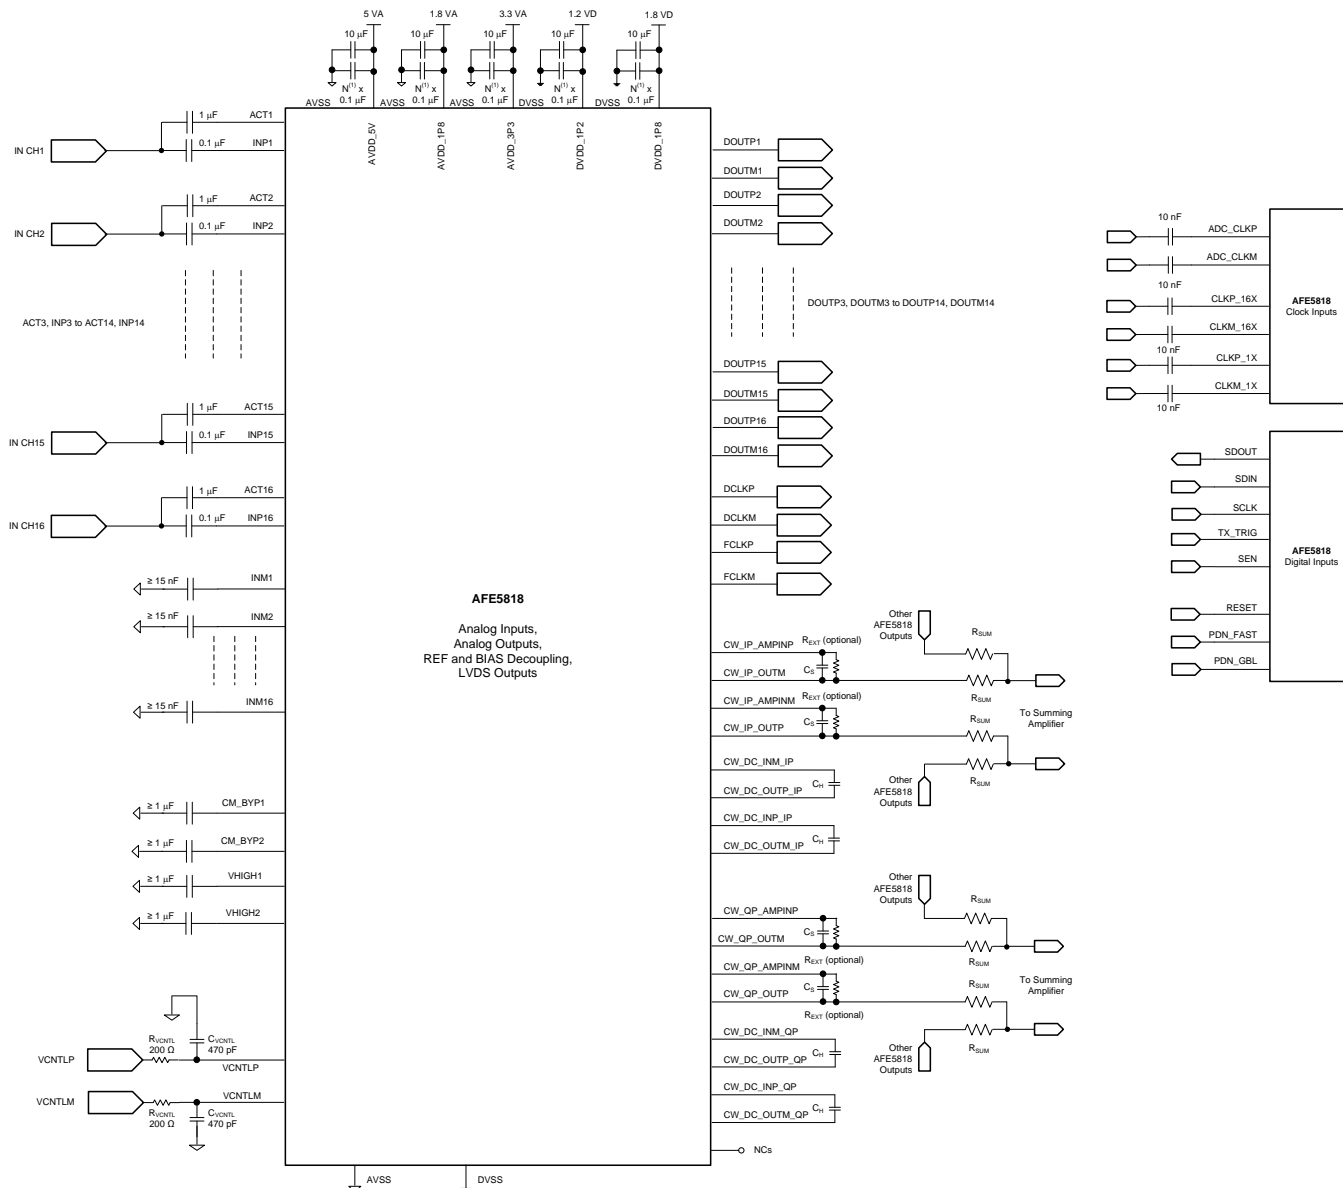 5 VA
1.8 VA
3.3 VA
1.2 VD
1.8 VD
10 µF
10 µF
10 µF
10 µF
10 µF
N(1) x
0.1 µF
N(1) x
0.1 µF
N(1) x
0.1 µF
N(1) x
0.1 µF
N(1) x
0.1 µF
AVSS
AVSS
AVSS
DVSS
DVSS
AVDD_5V
AVDD_1P8
AVDD_3P3
DVDD_1P2
DVDD_1P8
IN CH1
1 µF
ACT1
0.1 µF
INP1
IN CH2
1 µF
ACT2
0.1 µF
INP2
ACT3, INP3 to ACT14, INP14
IN CH15
1 µF
ACT15
0.1 µF
INP15
IN CH16
1 µF
ACT16
0.1 µF
INP16
≥ 15 nF
INM1
≥ 15 nF
INM2
≥ 15 nF
INM16
≥ 1 µF
CM_BYP1
≥ 1 µF
CM_BYP2
≥ 1 µF
VHIGH1
≥ 1 µF
VHIGH2
VCNTLP
RVCNTL
200 Ω
CVCNTL
470 pF
VCNTLP
VCNTLM
RVCNTL
200 Ω
VCNTLM
CVCNTL
470 pF
AFE5818
Analog Inputs,
Analog Outputs,
REF and BIAS Decoupling,
LVDS Outputs
AVSS
DVSS
DOUTP1
DOUTM1
DOUTP2
DOUTM2
DOUTP3, DOUTM3 to DOUTP14, DOUTM14
DOUTP15
DOUTM15
DOUTP16
DOUTM16
DCLKP
DCLKM
FCLKP
FCLKM
CW_IP_AMPINP
REXT (optional)
CS
CW_IP_OUTM
Other
AFE5818
Outputs
RSUM
RSUM
CW_IP_AMPINM
REXT (optional)
CS
CW_IP_OUTP
RSUM
To Summing
Amplifier
Other
AFE5818
Outputs
RSUM
CW_DC_INM_IP
CH
CW_DC_OUTP_IP
CW_DC_INP_IP
CH
CW_DC_OUTM_IP
CW_QP_AMPINP
CS
CW_QP_OUTM
REXT (optional)
Other
AFE5818
Outputs
RSUM
RSUM
CW_QP_AMPINM
CS
CW_QP_OUTP
REXT (optional)
RSUM
To Summing
Amplifier
Other
AFE5818
Outputs
RSUM
CW_DC_INM_QP
CH
CW_DC_OUTP_QP
CW_DC_INP_QP
CH
CW_DC_OUTM_QP
NCs
10 nF
ADC_CLKP
ADC_CLKM
10 nF
CLKP_16X
CLKM_16X
10 nF
CLKP_1X
CLKM_1X
10 nF
AFE5818
Clock Inputs
SDOUT
SDIN
SCLK
TX_TRIG
SEN
RESET
PDN_FAST
PDN_GBL
AFE5818
Digital Inputs